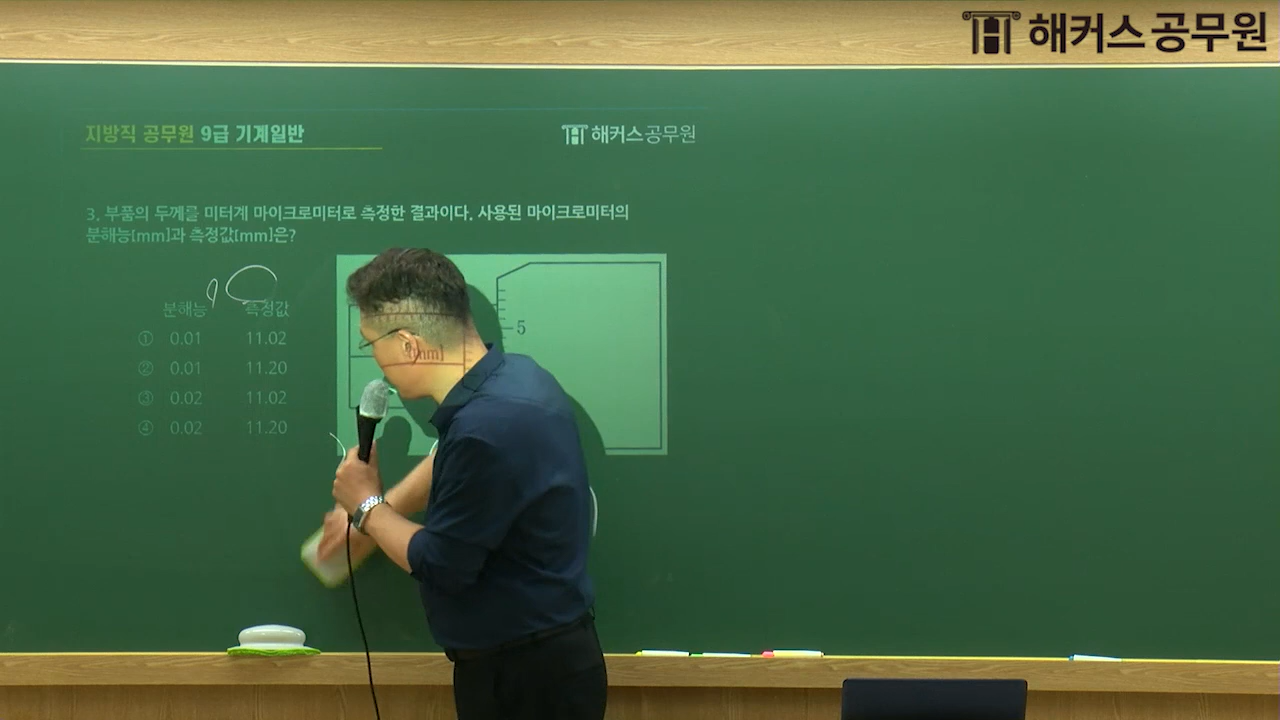 해커스공무원
지방직 공무원 9급 기계일반
해커스공무원
3. 부품의 두께를 미터계 마이크로미터로 측정한 결과이다. 사용된 마이크로미터의
분해능[mm]과 측정값[mm]은?
분해능 측정값
① 0.01 11.02
② 0.01 11.20
③ 0.02 11.02
④ 0.02 11.20
5
[mm]